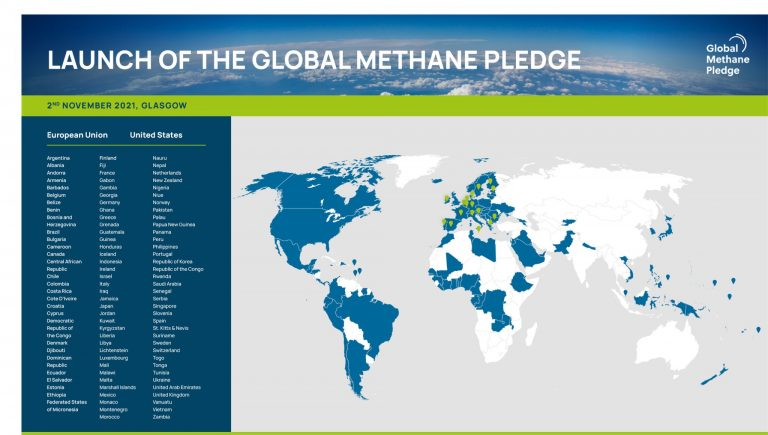 LAUNCH OF THE GLOBAL METHANE PLEDGE
Global
Methane
Pledge
2ND NOVEMBER 2021, GLASGOW
European Union
United States
Argentina
Albania
Andorra
Armenia
Barbados
Belgium
Belize
Benin
Bosnia and
Herzegovina
Brazil
Bulgaria
Cameroon
Canada
Central African
Republic
Chile
Colombia
Costa Rica
Cote D'Ivoire
Croatia
Cyprus
Democratic
Republic of
the Congo
Denmark
Djibouti
Dominican
Republic
Ecuador
El Salvador
Estonia
Ethiopia
Federated States
of Micronesia
Finland
Fiji
France
Gabon
Gambia
Georgia
Germany
Ghana
Greece
Grenada
Guatemala
Guinea
Honduras
Iceland
Indonesia
Ireland
Israel
Italy
Iraq
Jamaica
Japan
Jordan
Kuwait
Kyrgyzstan
Liberia
Libya
Lichtenstein
Luxembourg
Mali
Malawi
Malta
Marshall Islands
Mexico
Monaco
Montenegro
Morocco
Nauru
Nepal
Netherlands
New Zealand
Nigeria
Niue
Norway
Pakistan
Palau
Papua New Guinea
Panama
Peru
Philippines
Portugal
Republic of Korea
Republic of the Congo
Rwanda
Saudi Arabia
Senegal
Serbia
Singapore
Slovenia
Spain
St. Kitts & Nevis
Suriname
Sweden
Switzerland
Togo
Tonga
Tunisia
Ukraine
United Arab Emirates
United Kingdom
Vanuatu
Vietnam
Zambia